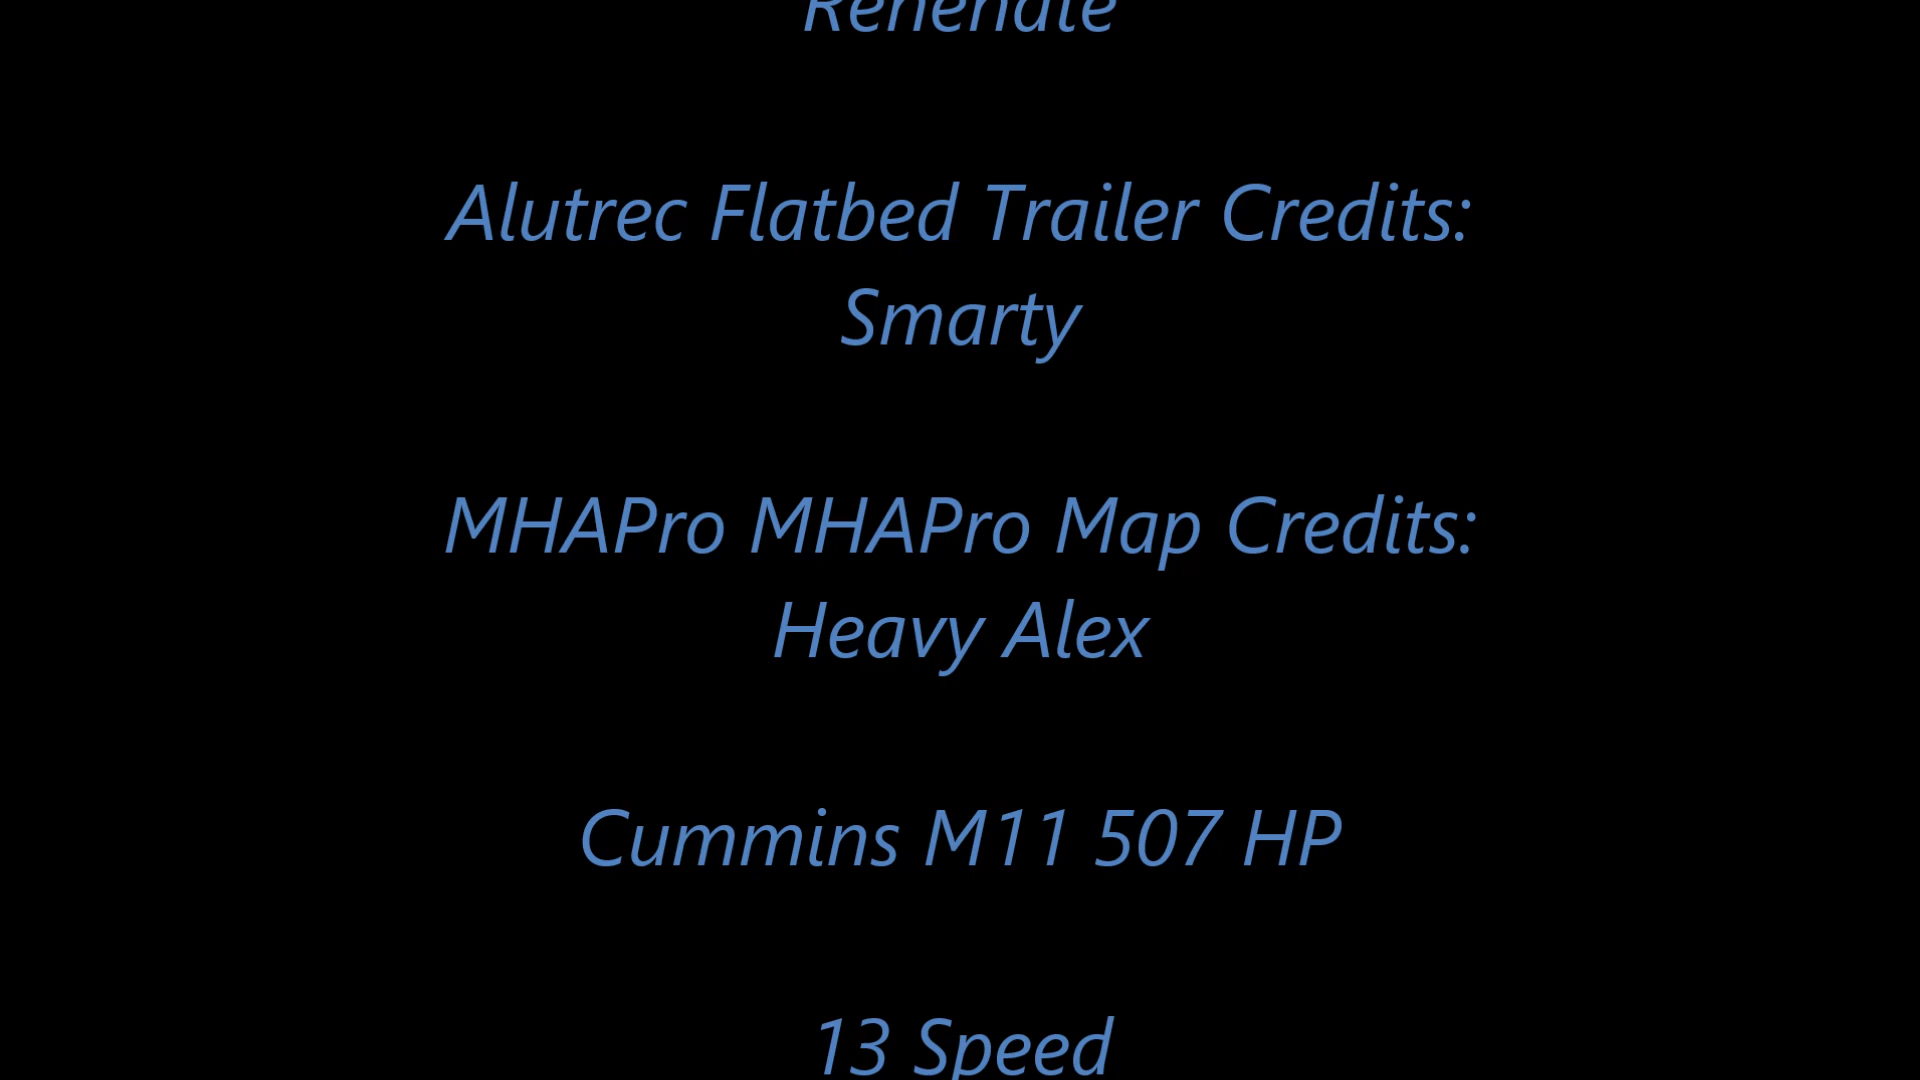 Alutrec Flatbed Trailer Credits:
Smarty
MHAPro MHAPro Map Credits:
Heavy Alex
Cummins M11 507 HP
13 Speed